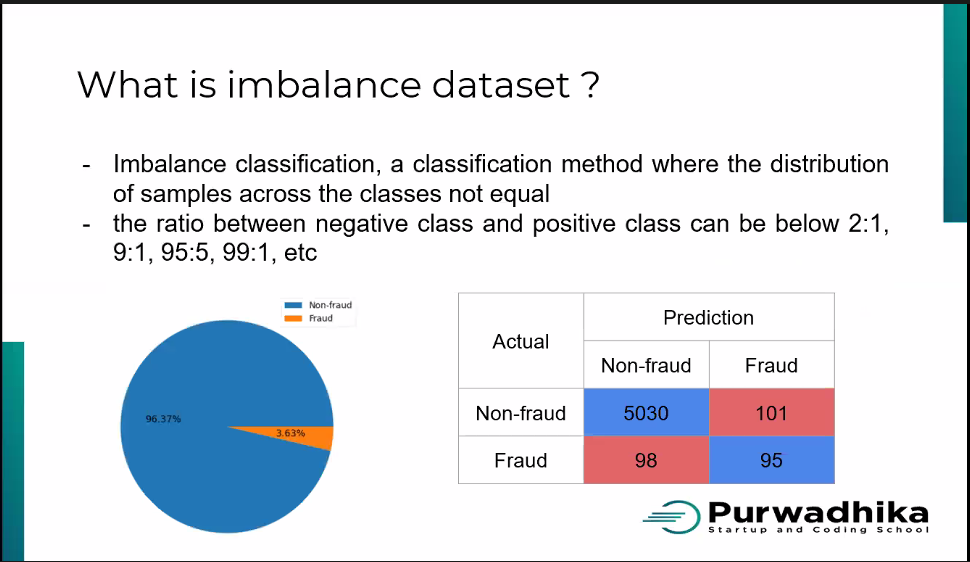 What is imbalance dataset ?
- Imbalance classification, a classification method where the distribution
of samples across the classes not equal
- the ratio between negative class and positive class can be below 2:1,
9:1, 95:5, 99:1, etc
Non-fraud
Fraud
96.37%
3.63%
Actual
Prediction
Non-fraud Fraud
Non-fraud 5030 101
Fraud 98 95
Purwadhika
Startup and Coding School